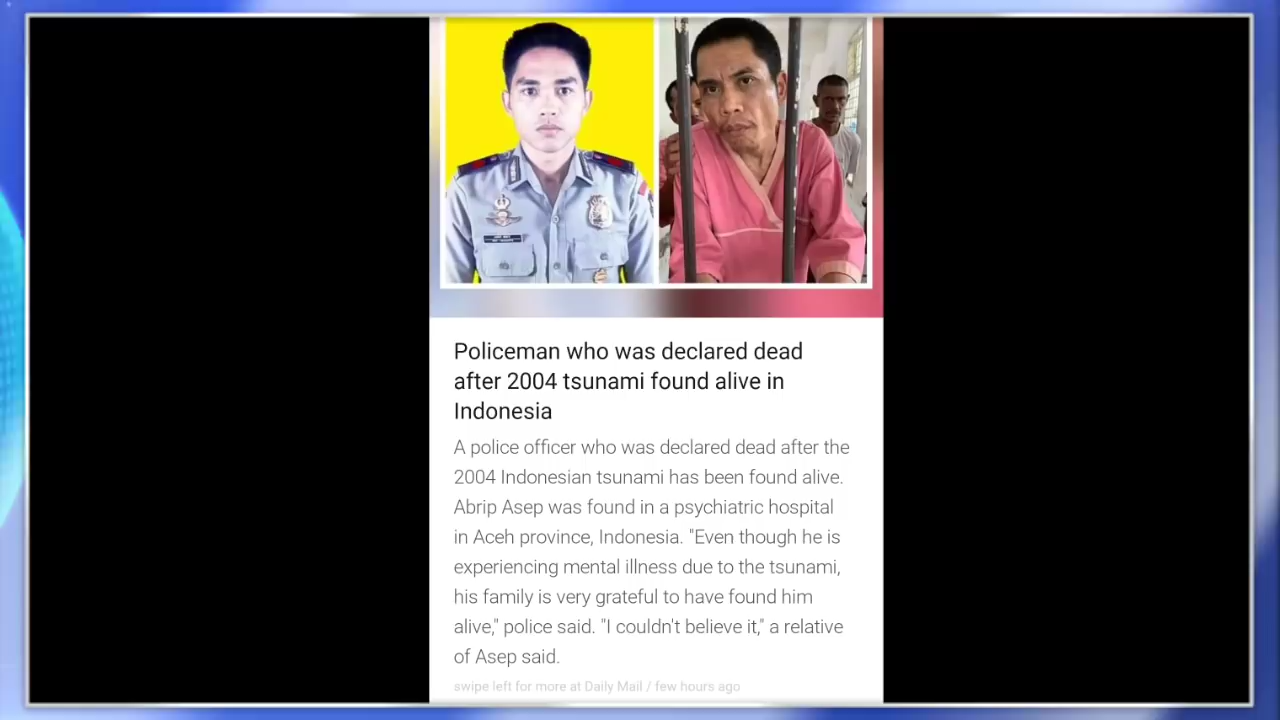 Policeman who was declared dead
after 2004 tsunami found alive in
Indonesia
A police officer who was declared dead after the
2004 Indonesian tsunami has been found alive.
Abrip Asep was found in a psychiatric hospital
in Aceh province, Indonesia. "Even though he is
experiencing mental illness due to the tsunami,
his family is very grateful to have found him
alive," police said. "I couldn't believe it," a relative
of Asep said.
swipe left for more at Daily Mail / few hours ago